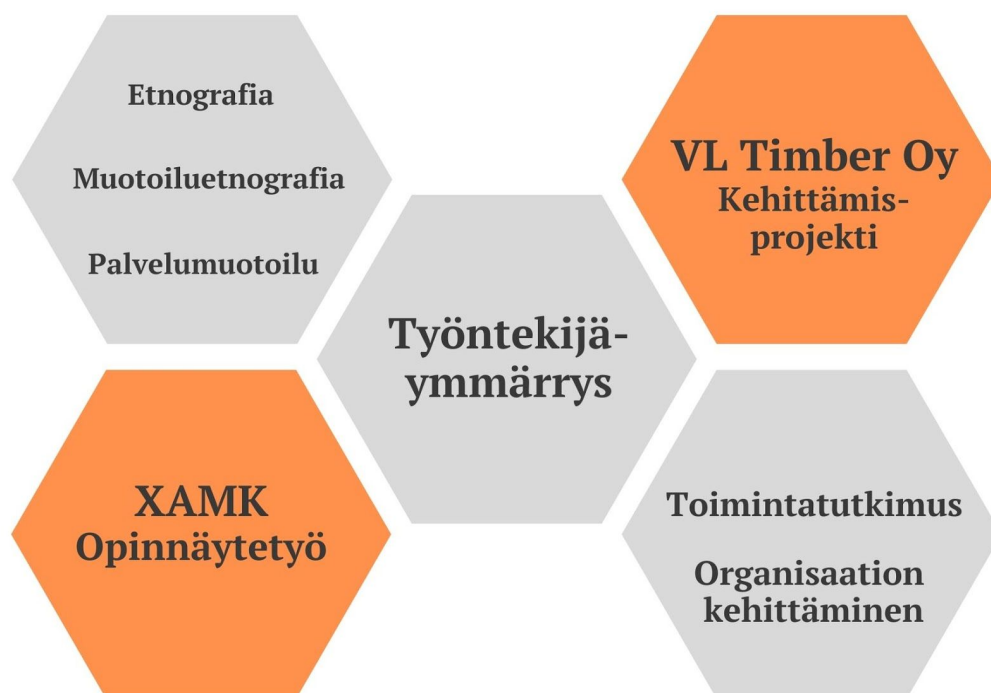 Etnografia
Muotoiluetnografia
Palvelumuotoilu
VL Timber Oy
Kehittämis-
projekti
Työntekijä-
ymmärrys
XAMK
Opinnäytetyö
Toimintatutkimus
Organisaation
kehittäminen